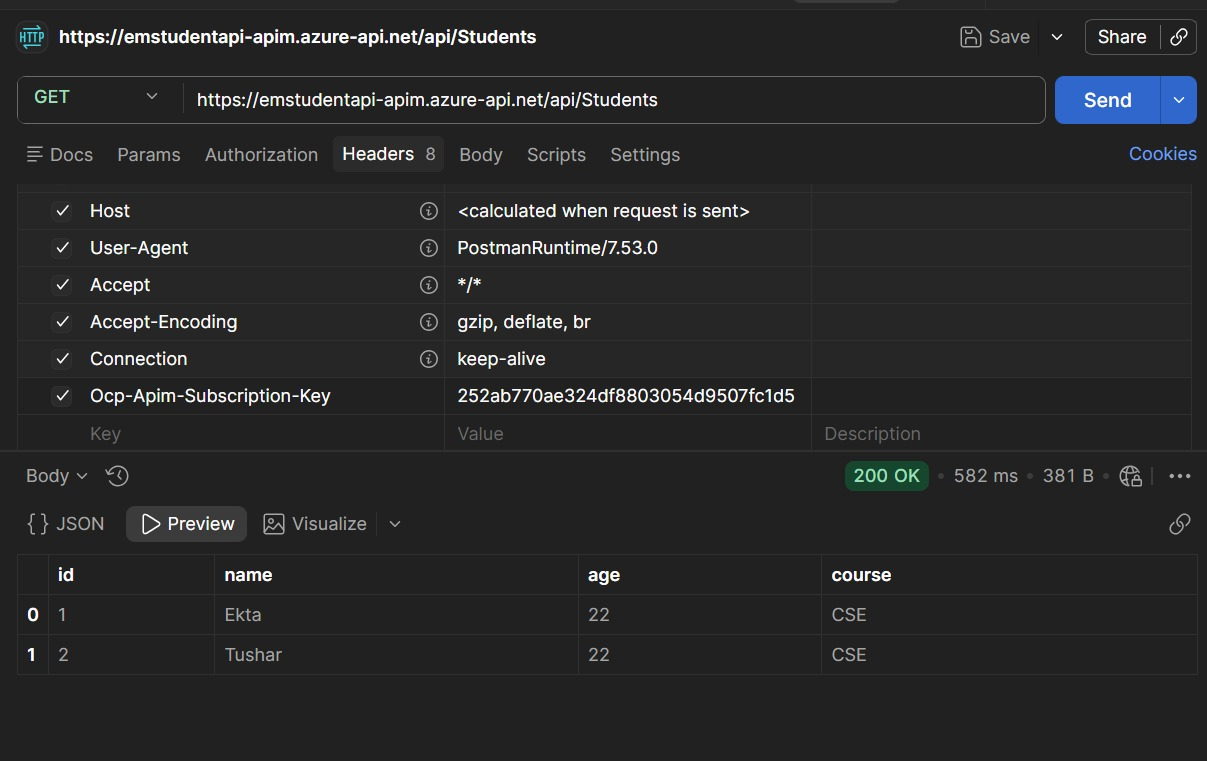 HTTP https://emstudentapi-apim.azure-api.net/api/Students Save Share
GET https://emstudentapi-apim.azure-api.net/api/Students Send
Docs Params Authorization Headers 8 Body Scripts Settings Cookies
Host <calculated when request is sent>
User-Agent PostmanRuntime/7.53.0
Accept */*
Accept-Encoding gzip, deflate, br
Connection keep-alive
Ocp-Apim-Subscription-Key 252ab770ae324df8803054d9507fc1d5
Key Value Description
Body 200 OK • 582 ms • 381 B •
{} JSON Preview Visualize
id name age course
0 1 Ekta 22 CSE
1 2 Tushar 22 CSE